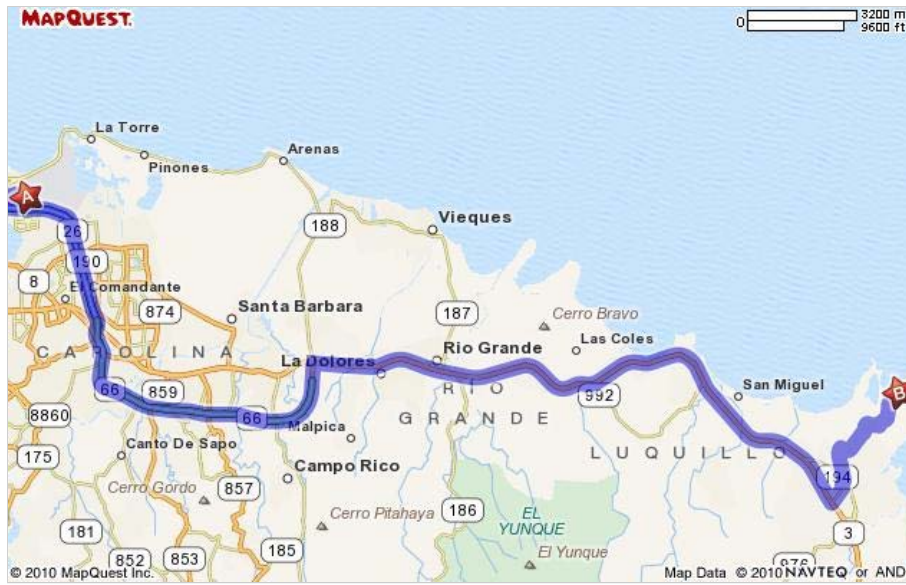 MAPQUEST.
0
3200 m
9600 ft
La Torre
Pinones
Arenas
A
26
188
Vieques
190
8
El Comandante
874
Santa Barbara
187
Cerro Bravo
Las Coles
CAROLINA
La Dolores
Rio Grande
66
859
RIO
GRANDE
992
San Miguel
B
8860
66
Malpica
175
Canto De Sapo
Campo Rico
LUQUILLO
194
Cerro Gordo
857
Cerro Pitahaya
186
EL
YUNQUE
181
852
853
185
El Yunque
3
976
© 2010 MapQuest Inc.
Map Data © 2010 NAVTEQ or AND